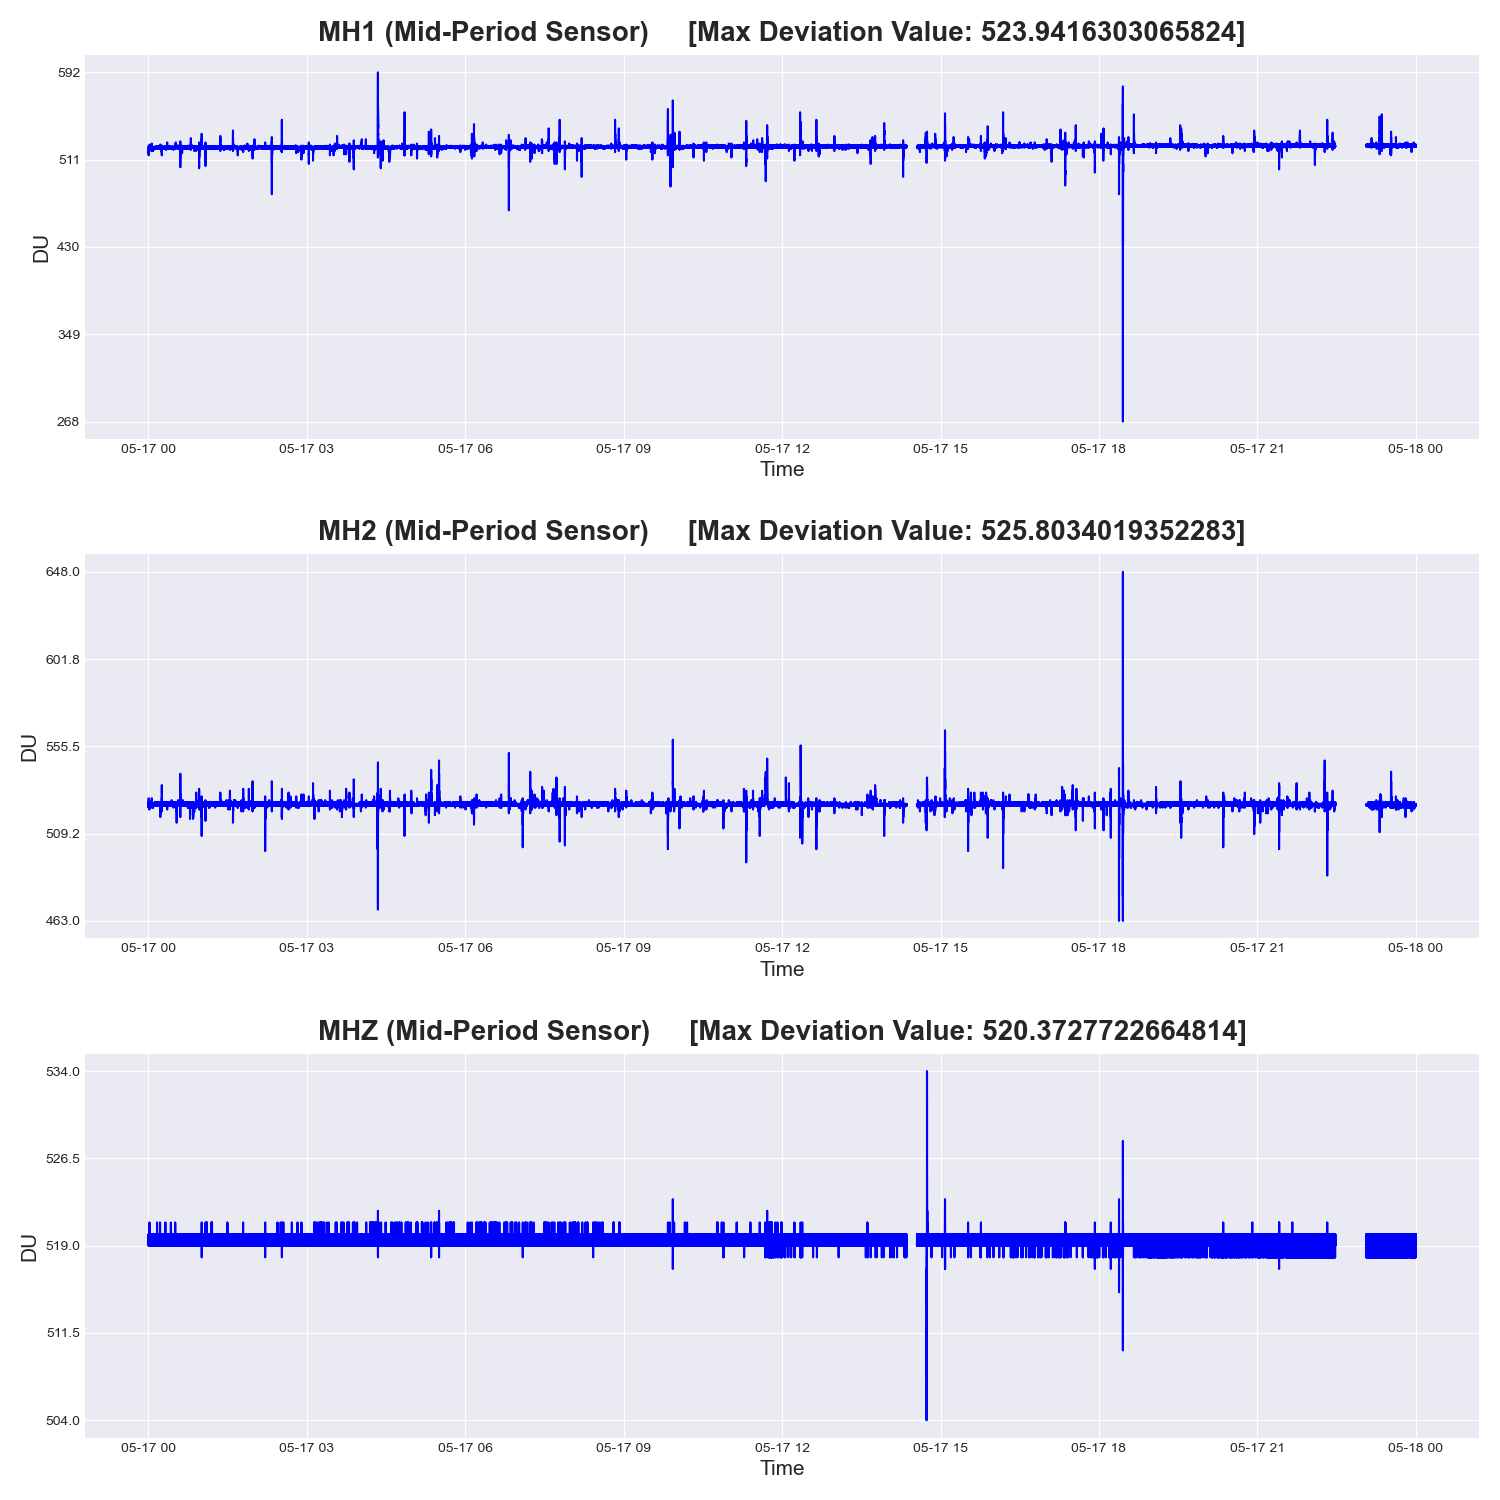 MH1 (Mid-Period Sensor) [Max Deviation Value: 523.9416303065824]
592
511
430
349
268
DU
05-17 00 05-17 03 05-17 06 05-17 09 05-17 12 05-17 15 05-17 18 05-17 21 05-18 00
Time
MH2 (Mid-Period Sensor) [Max Deviation Value: 525.8034019352283]
648.0
601.8
555.5
509.2
463.0
DU
05-17 00 05-17 03 05-17 06 05-17 09 05-17 12 05-17 15 05-17 18 05-17 21 05-18 00
Time
MHZ (Mid-Period Sensor) [Max Deviation Value: 520.3727722664814]
534.0
526.5
519.0
511.5
504.0
DU
05-17 00 05-17 03 05-17 06 05-17 09 05-17 12 05-17 15 05-17 18 05-17 21 05-18 00
Time